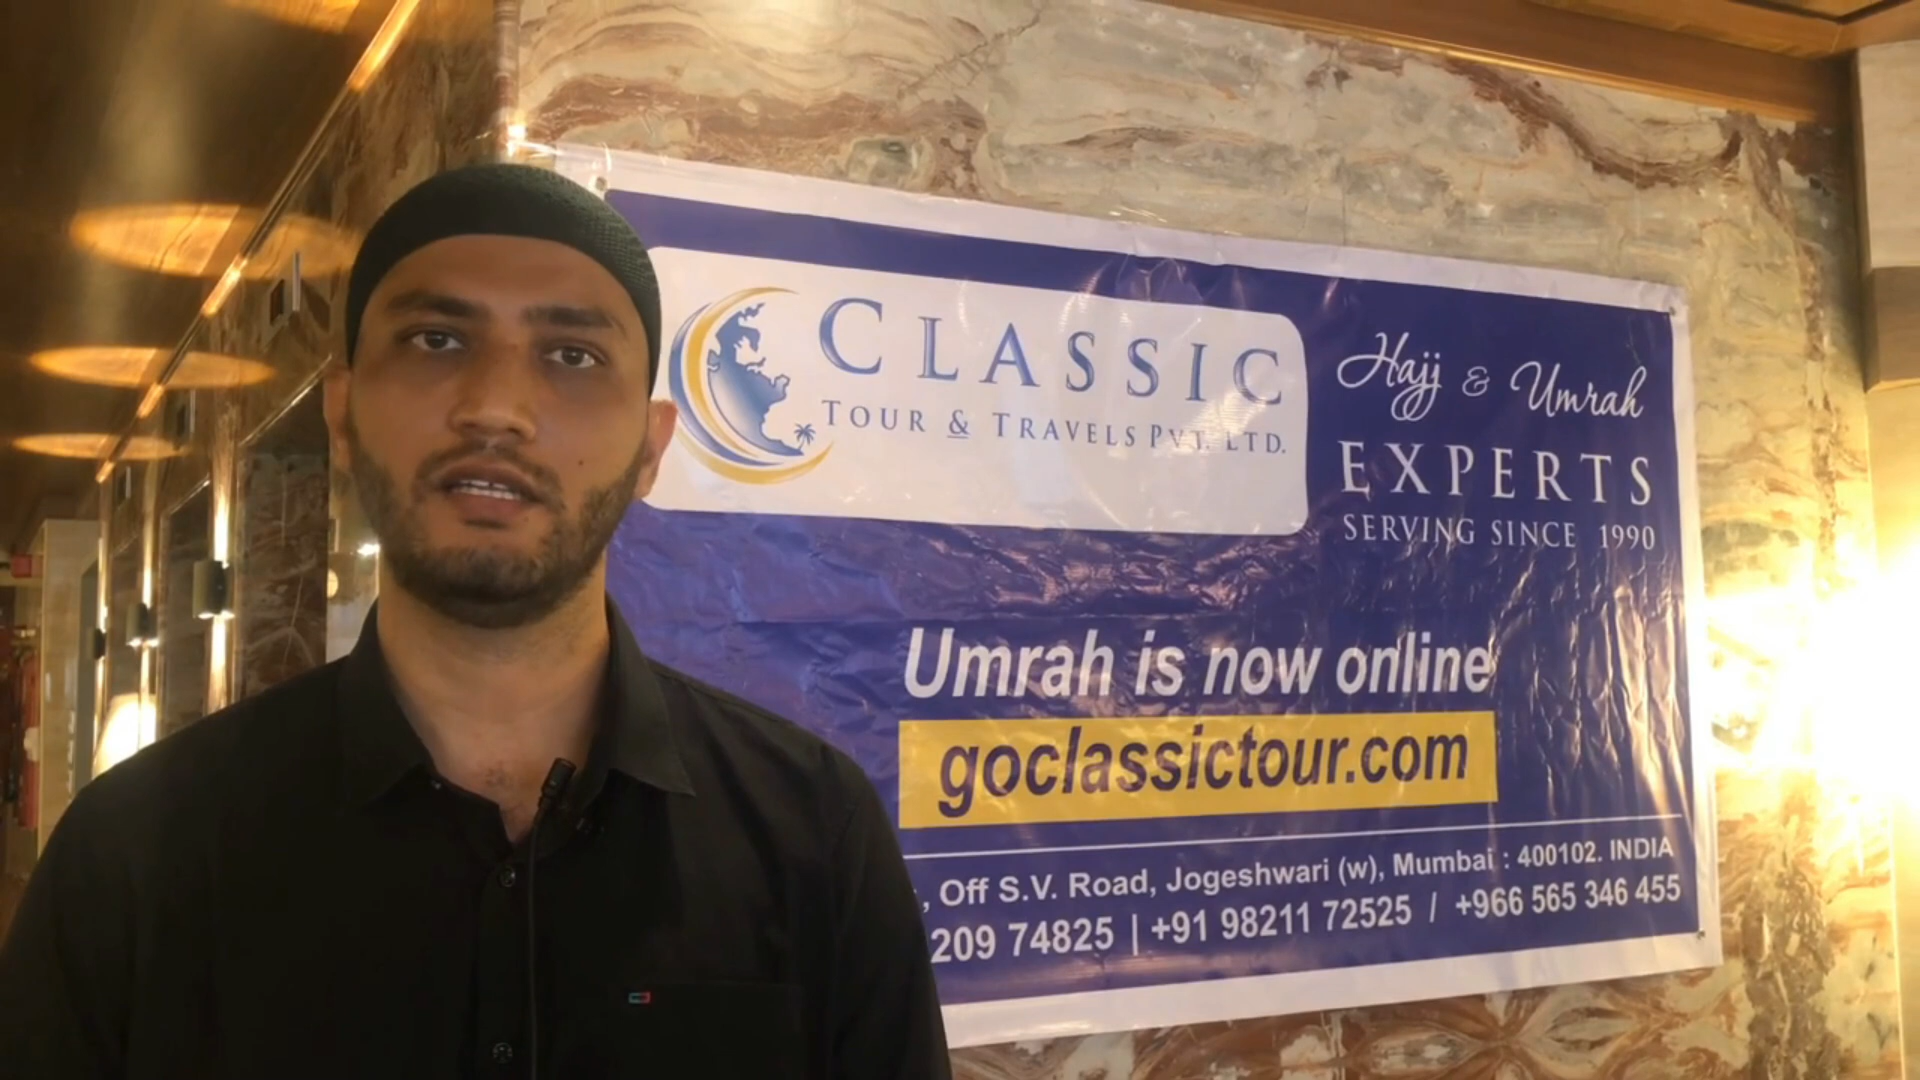 CLASSIC
TOUR & TRAVELS PVT. LTD.
Hajj & Umrah
EXPERTS
SERVING SINCE 1990
Umrah is now online
goclassictour.com
, Off S.V. Road, Jogeshwari (w), Mumbai : 400102. INDIA
209 74825 | +91 98211 72525 / +966 565 346 455